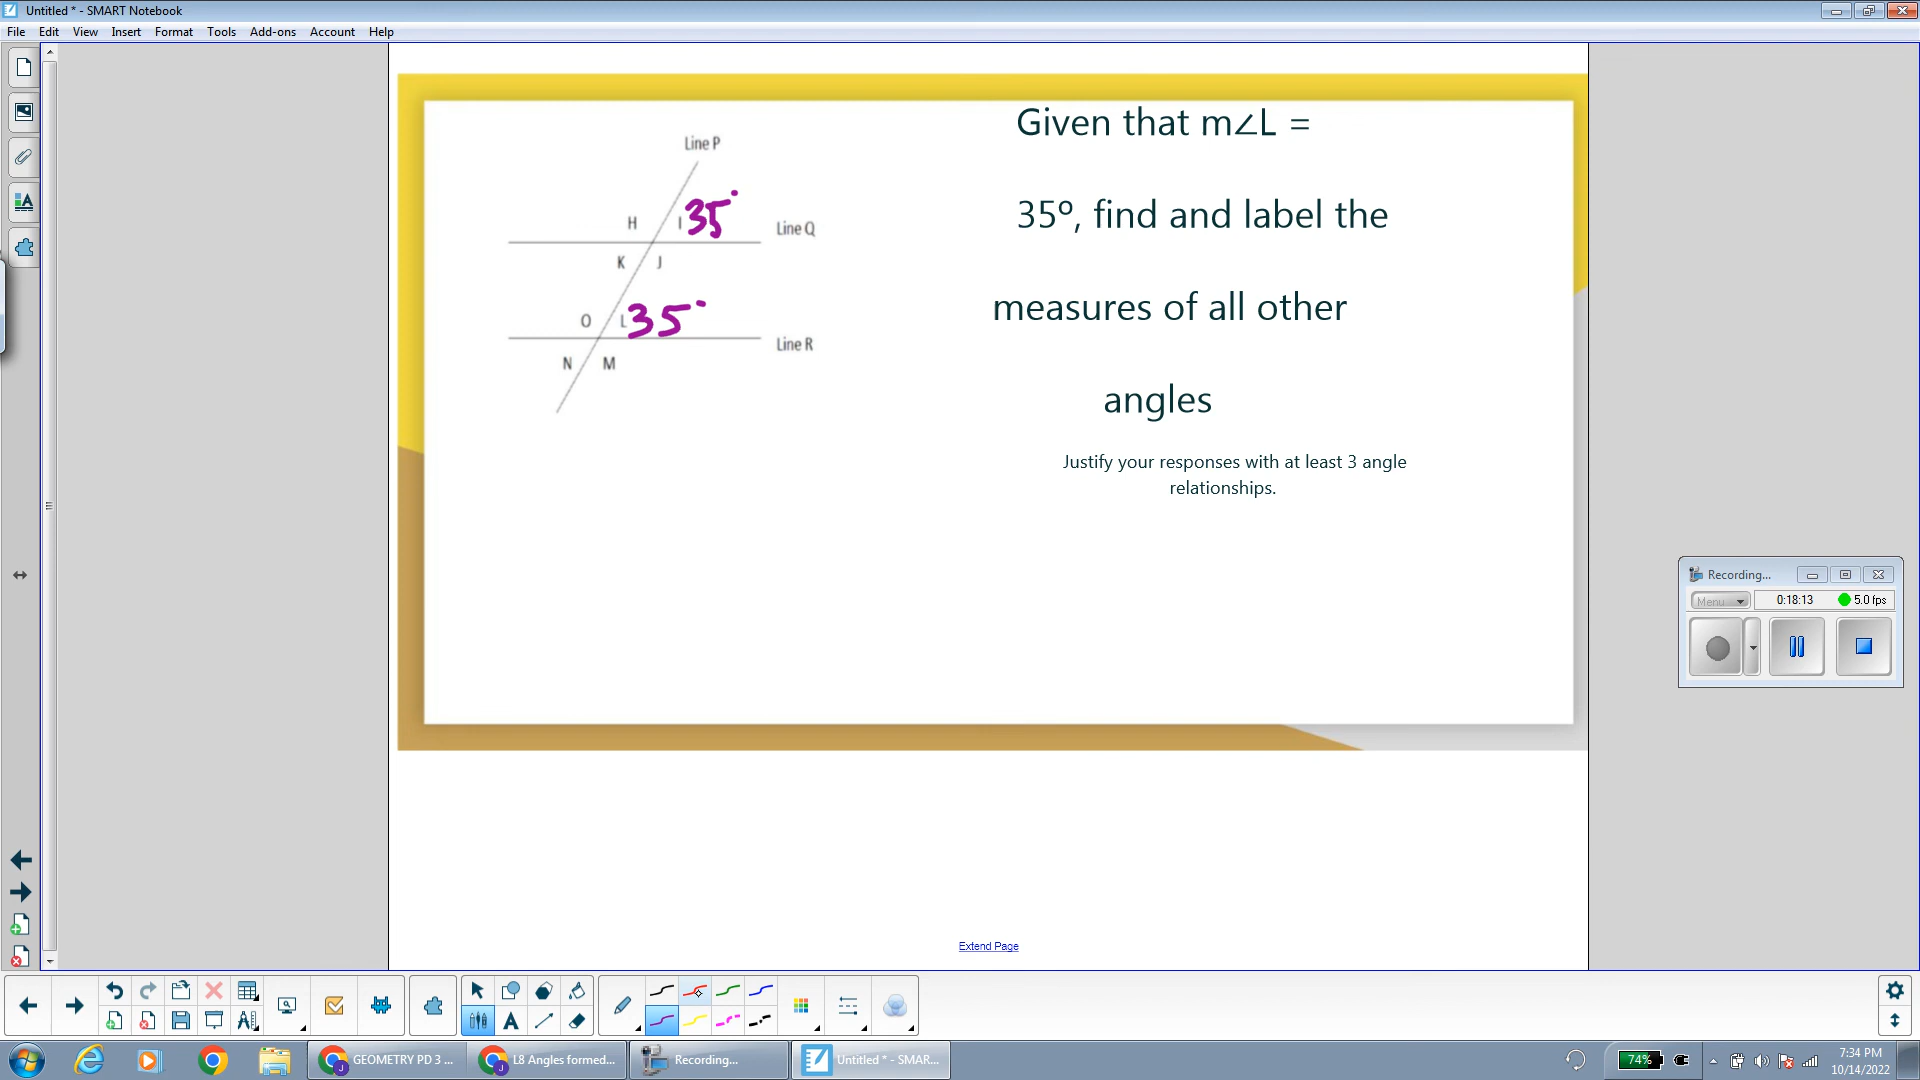 Untitled * - SMART Notebook
File Edit View Insert Format Tools Add-ons Account Help
Line P
H I 35°
Line Q
K J
O L 35°
Line R
N M
Given that m∠L =
35º, find and label the
measures of all other
angles
Justify your responses with at least 3 angle
relationships.
Recording...
Menu 0:18:13 5.0 fps
Extend Page
GEOMETRY PD 3 ... L8 Angles formed... Recording... Untitled * - SMAR... 74% 7:34 PM
10/14/2022